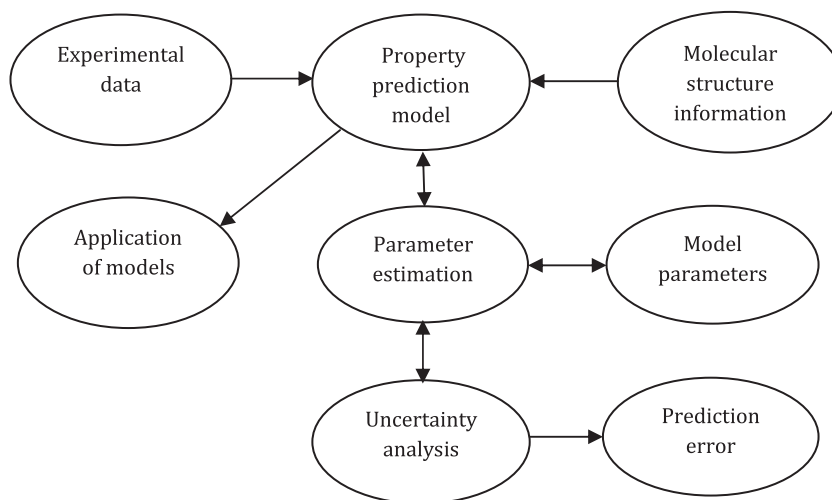 Experimental
data
Property
prediction
model
Molecular
structure
information
Application
of models
Parameter
estimation
Model
parameters
Uncertainty
analysis
Prediction
error